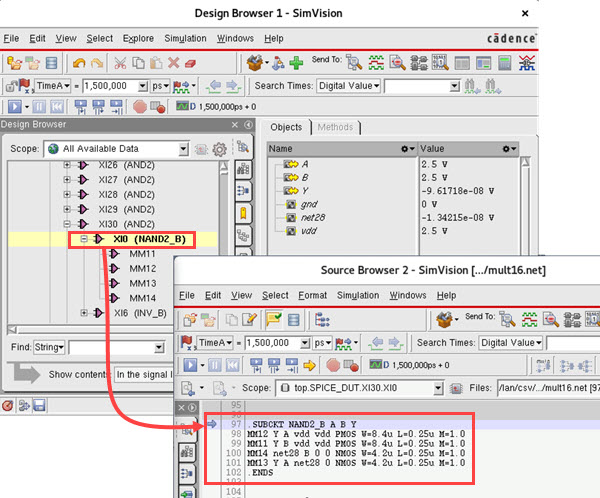 Design Browser 1 - SimVision
File Edit View Select Explore Simulation Windows Help cādence
Send To:
TimeA = 1,500,000 ps Search Times: Digital Value
1,500,000ps + 0
Design Browser
Scope: All Available Data
XI26 (AND2)
XI27 (AND2)
XI28 (AND2)
XI29 (AND2)
XI30 (AND2)
XI0 (NAND2_B)
MM11
MM12
MM13
MM14
XI6 (INV_B)
Find: String
Show contents: In the signal l
Objects Methods
Name Value
A 2.5 V
B 2.5 V
Y -9.61718e-08 V
gnd 0 V
net28 -1.34215e-08 V
vdd 2.5 V
Source Browser 2 - SimVision [.../mult16.net]
File Edit View Select Format Simulation Windows Help
Send To:
TimeA = 1,500,000 ps Search Times: Digital Value
1,500,000ps + 0
Scope: top.SPICE_DUT.XI30.XI0 Files: /lan/csv/.../mult16.net [97
95
96
97 .SUBCKT NAND2_B A B Y
98 MM12 Y A vdd vdd PMOS W=8.4u L=0.25u M=1.0
99 MM11 Y B vdd vdd PMOS W=8.4u L=0.25u M=1.0
100 MM14 net28 B 0 0 NMOS W=4.2u L=0.25u M=1.0
101 MM13 Y A net28 0 NMOS W=4.2u L=0.25u M=1.0
102 .ENDS
103
104